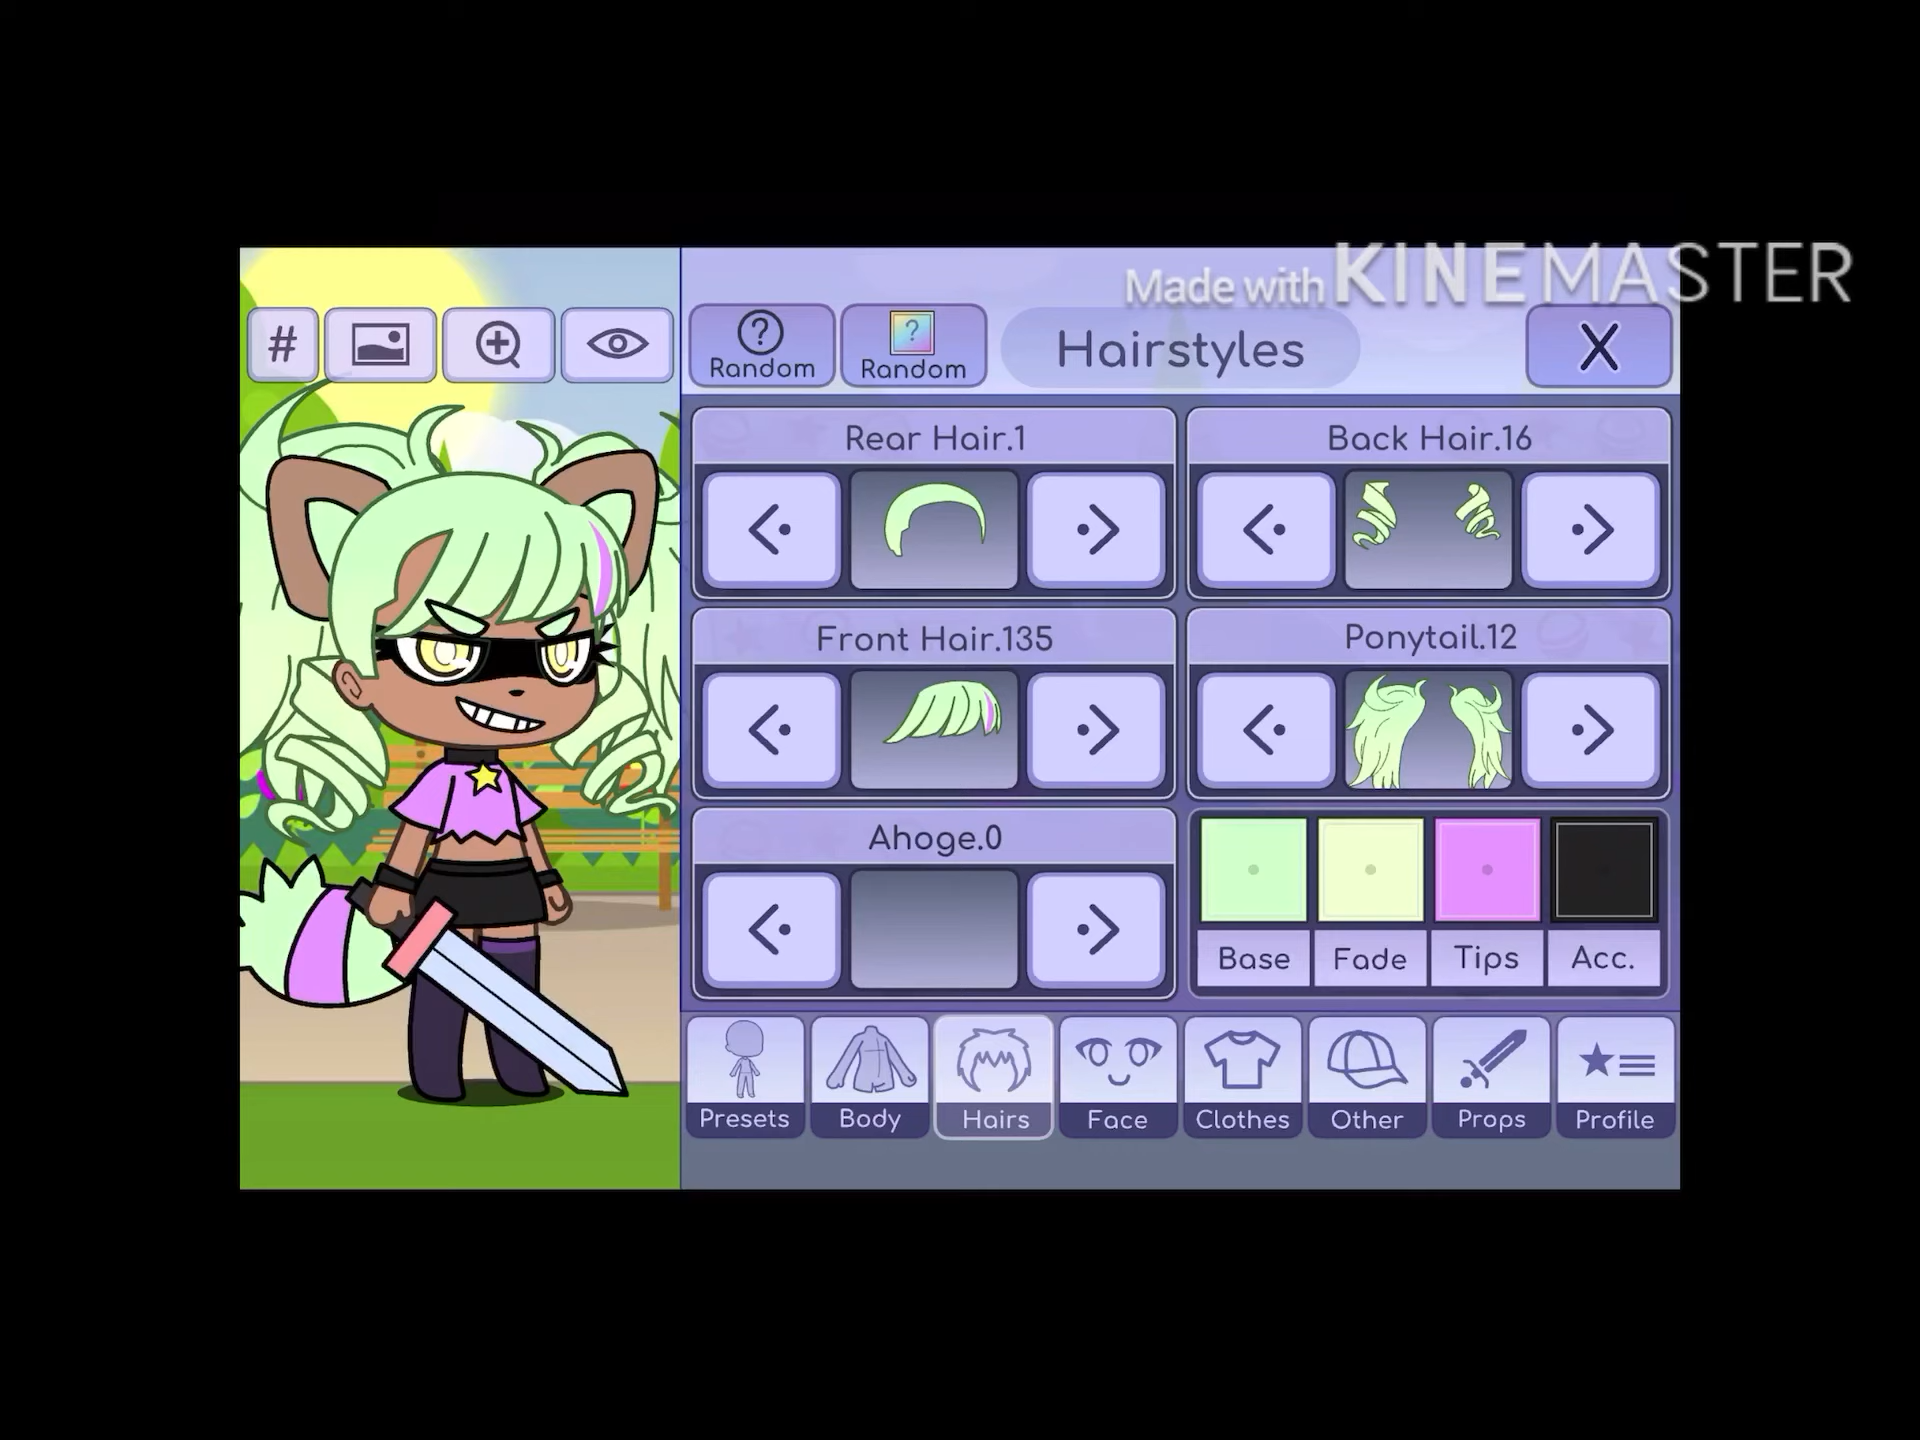 Made with KINEMASTER
#
? Random
? Random
Hairstyles
X
Rear Hair.1
Back Hair.16
Front Hair.135
Ponytail.12
Ahoge.0
Base
Fade
Tips
Acc.
Presets
Body
Hairs
Face
Clothes
Other
Props
Profile